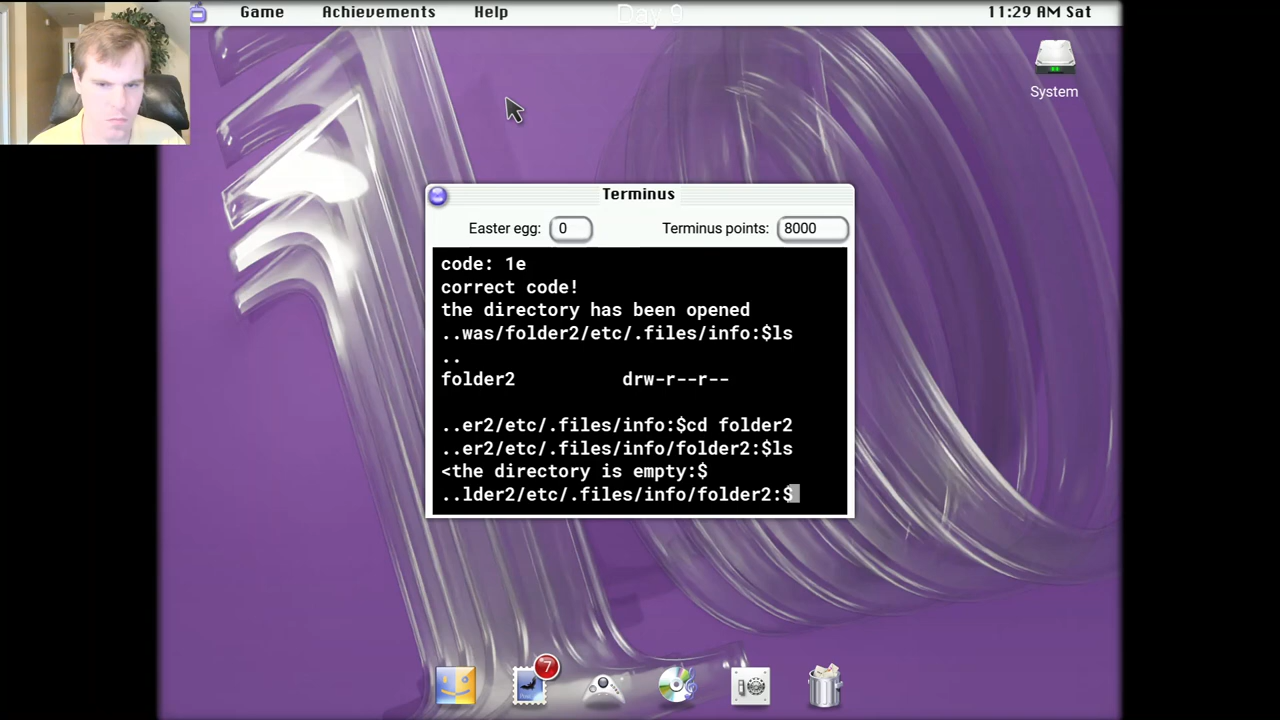 Game Achievements Help Day 9 11:29 AM Sat
System
Terminus
Easter egg: 0 Terminus points: 8000
code: 1e
correct code!
the directory has been opened
..was/folder2/etc/.files/info:$ls
..
folder2 drw-r--r--
..er2/etc/.files/info:$cd folder2
..er2/etc/.files/info/folder2:$ls
<the directory is empty:$
..lder2/etc/.files/info/folder2:$
7